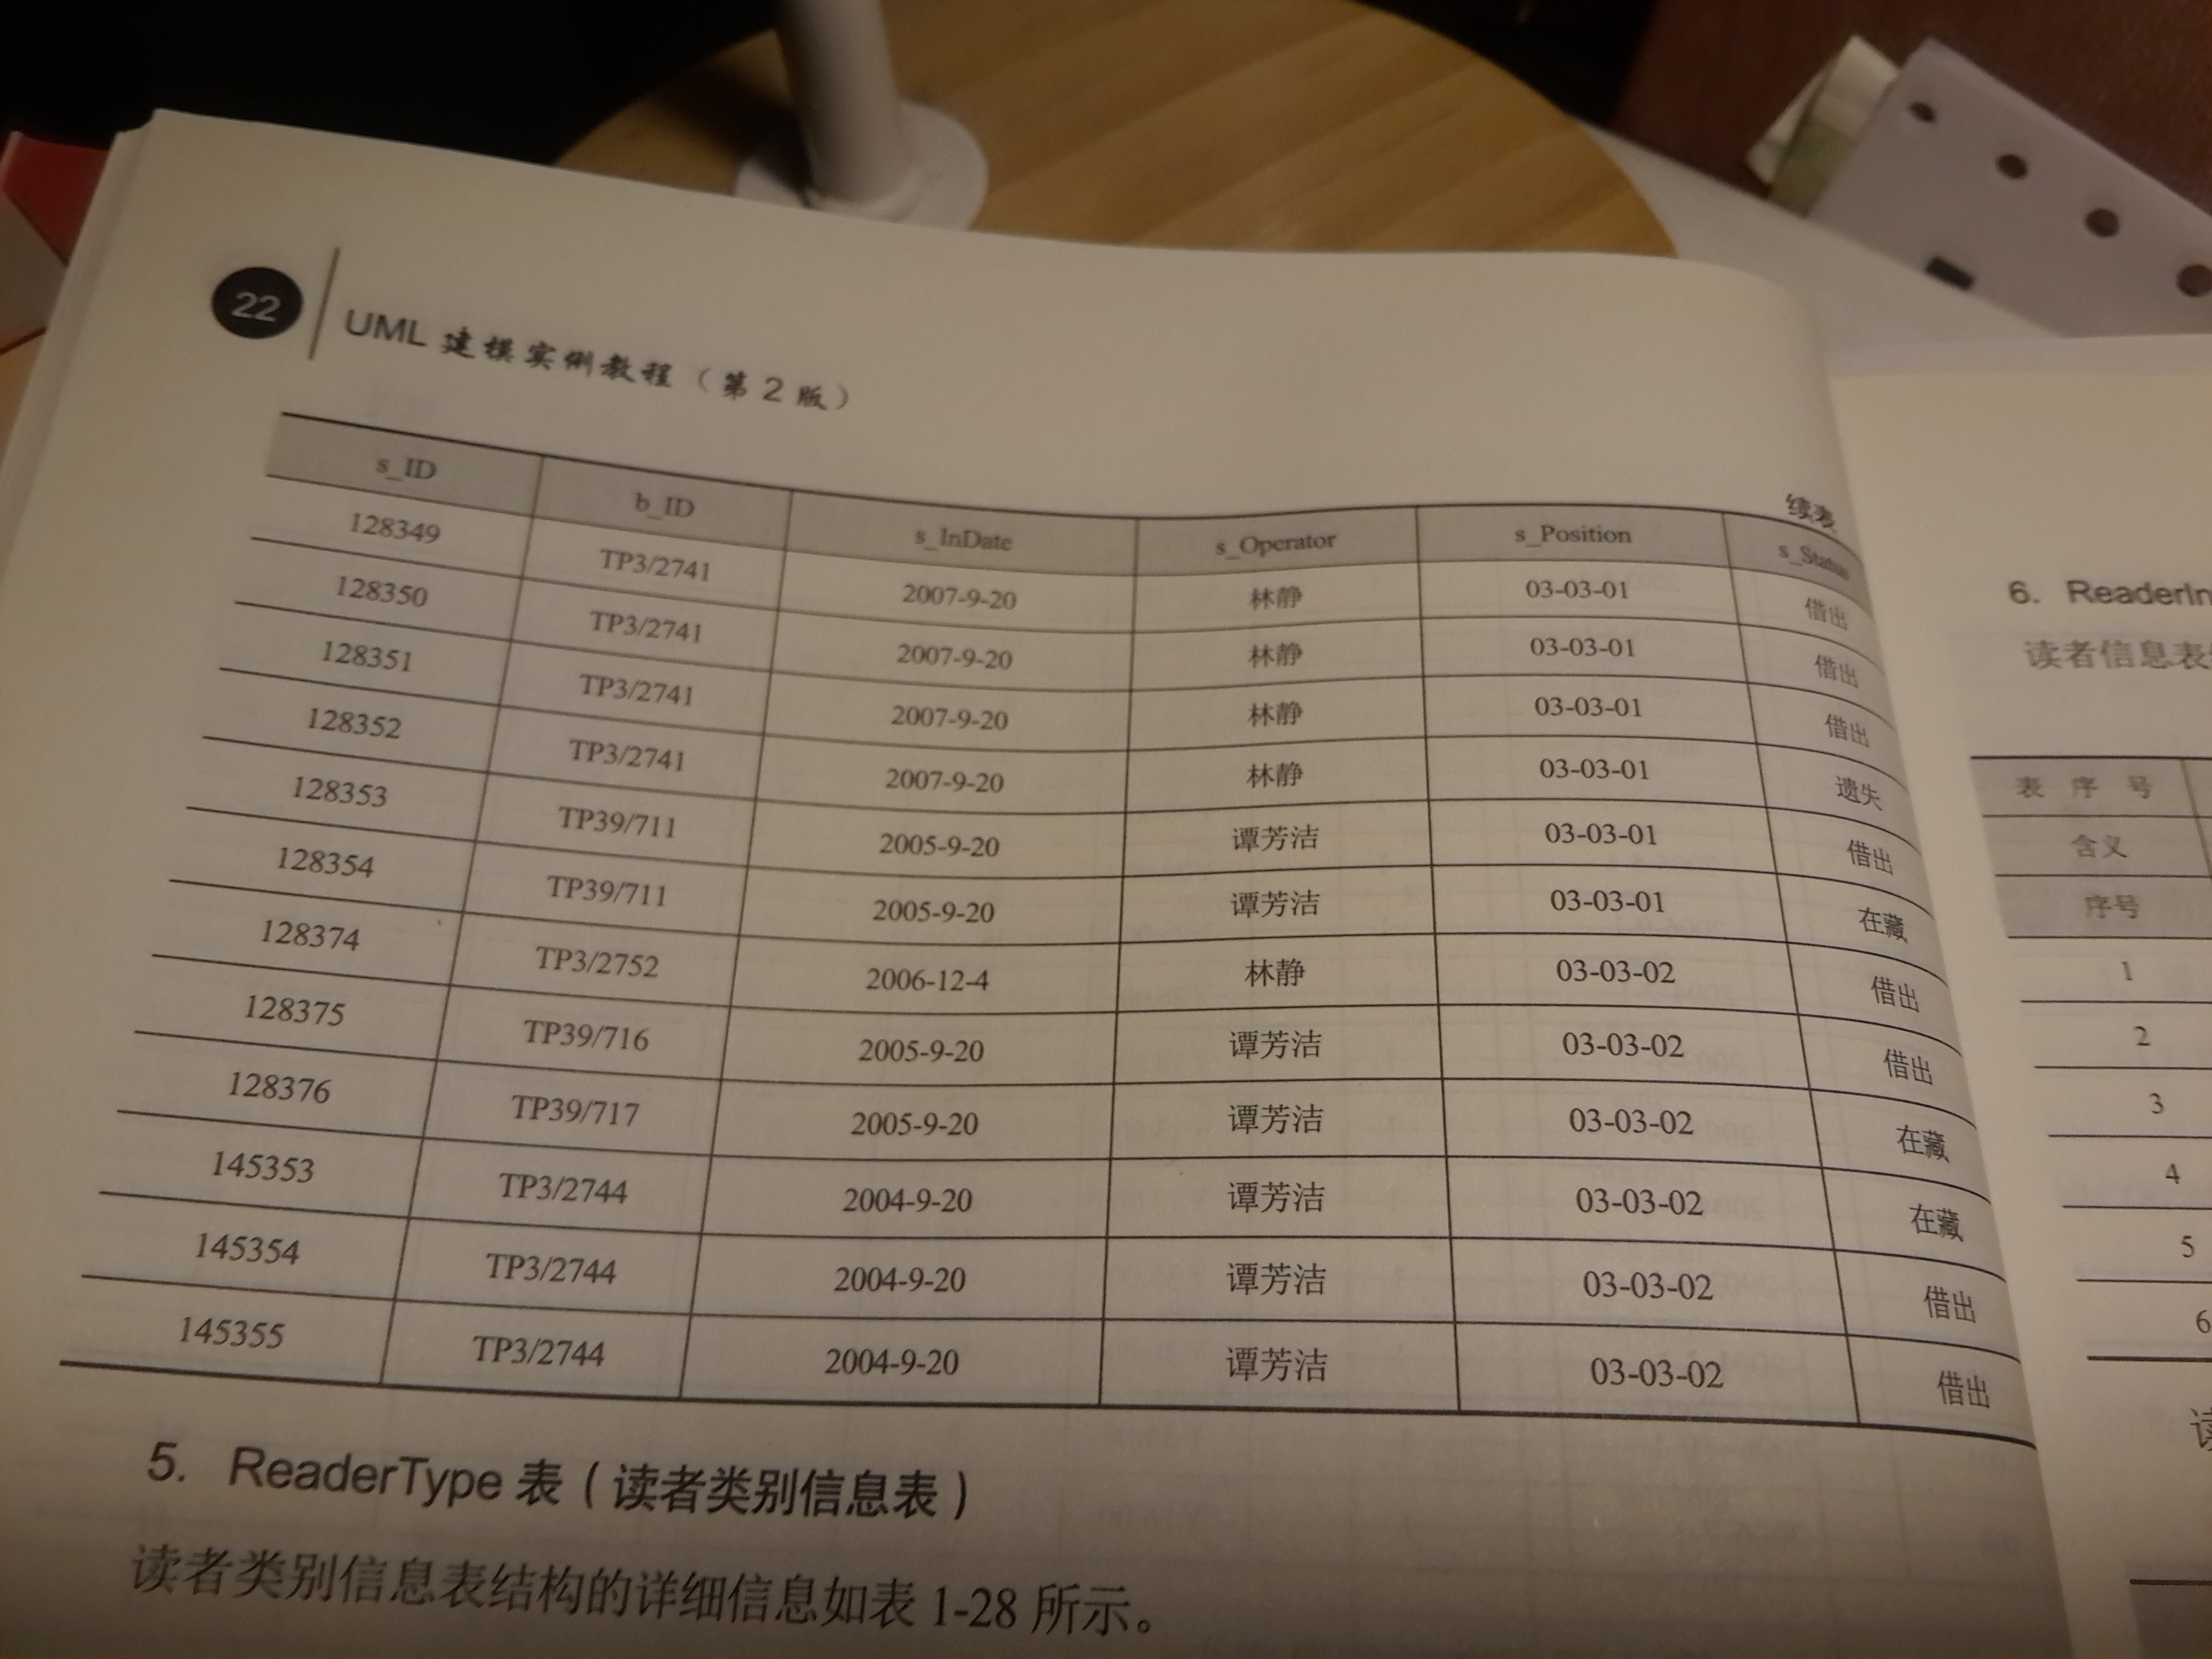 22 UML 建模实例教程（第 2 版）
续表
s_ID b_ID s_InDate s_Operator s_Position s_Status
128349 TP3/2741 2007-9-20 林静 03-03-01 借出
128350 TP3/2741 2007-9-20 林静 03-03-01 借出
128351 TP3/2741 2007-9-20 林静 03-03-01 借出
128352 TP3/2741 2007-9-20 林静 03-03-01 遗失
128353 TP39/711 2005-9-20 谭芳洁 03-03-01 借出
128354 TP39/711 2005-9-20 谭芳洁 03-03-01 在藏
128374 TP3/2752 2006-12-4 林静 03-03-02 借出
128375 TP39/716 2005-9-20 谭芳洁 03-03-02 借出
128376 TP39/717 2005-9-20 谭芳洁 03-03-02 在藏
145353 TP3/2744 2004-9-20 谭芳洁 03-03-02 在藏
145354 TP3/2744 2004-9-20 谭芳洁 03-03-02 借出
145355 TP3/2744 2004-9-20 谭芳洁 03-03-02 借出
5. ReaderType 表（读者类别信息表）
读者类别信息表结构的详细信息如表 1-28 所示。
6. ReaderIn
读者信息表
表 序 号
含义
序号
1
2
3
4
5
6